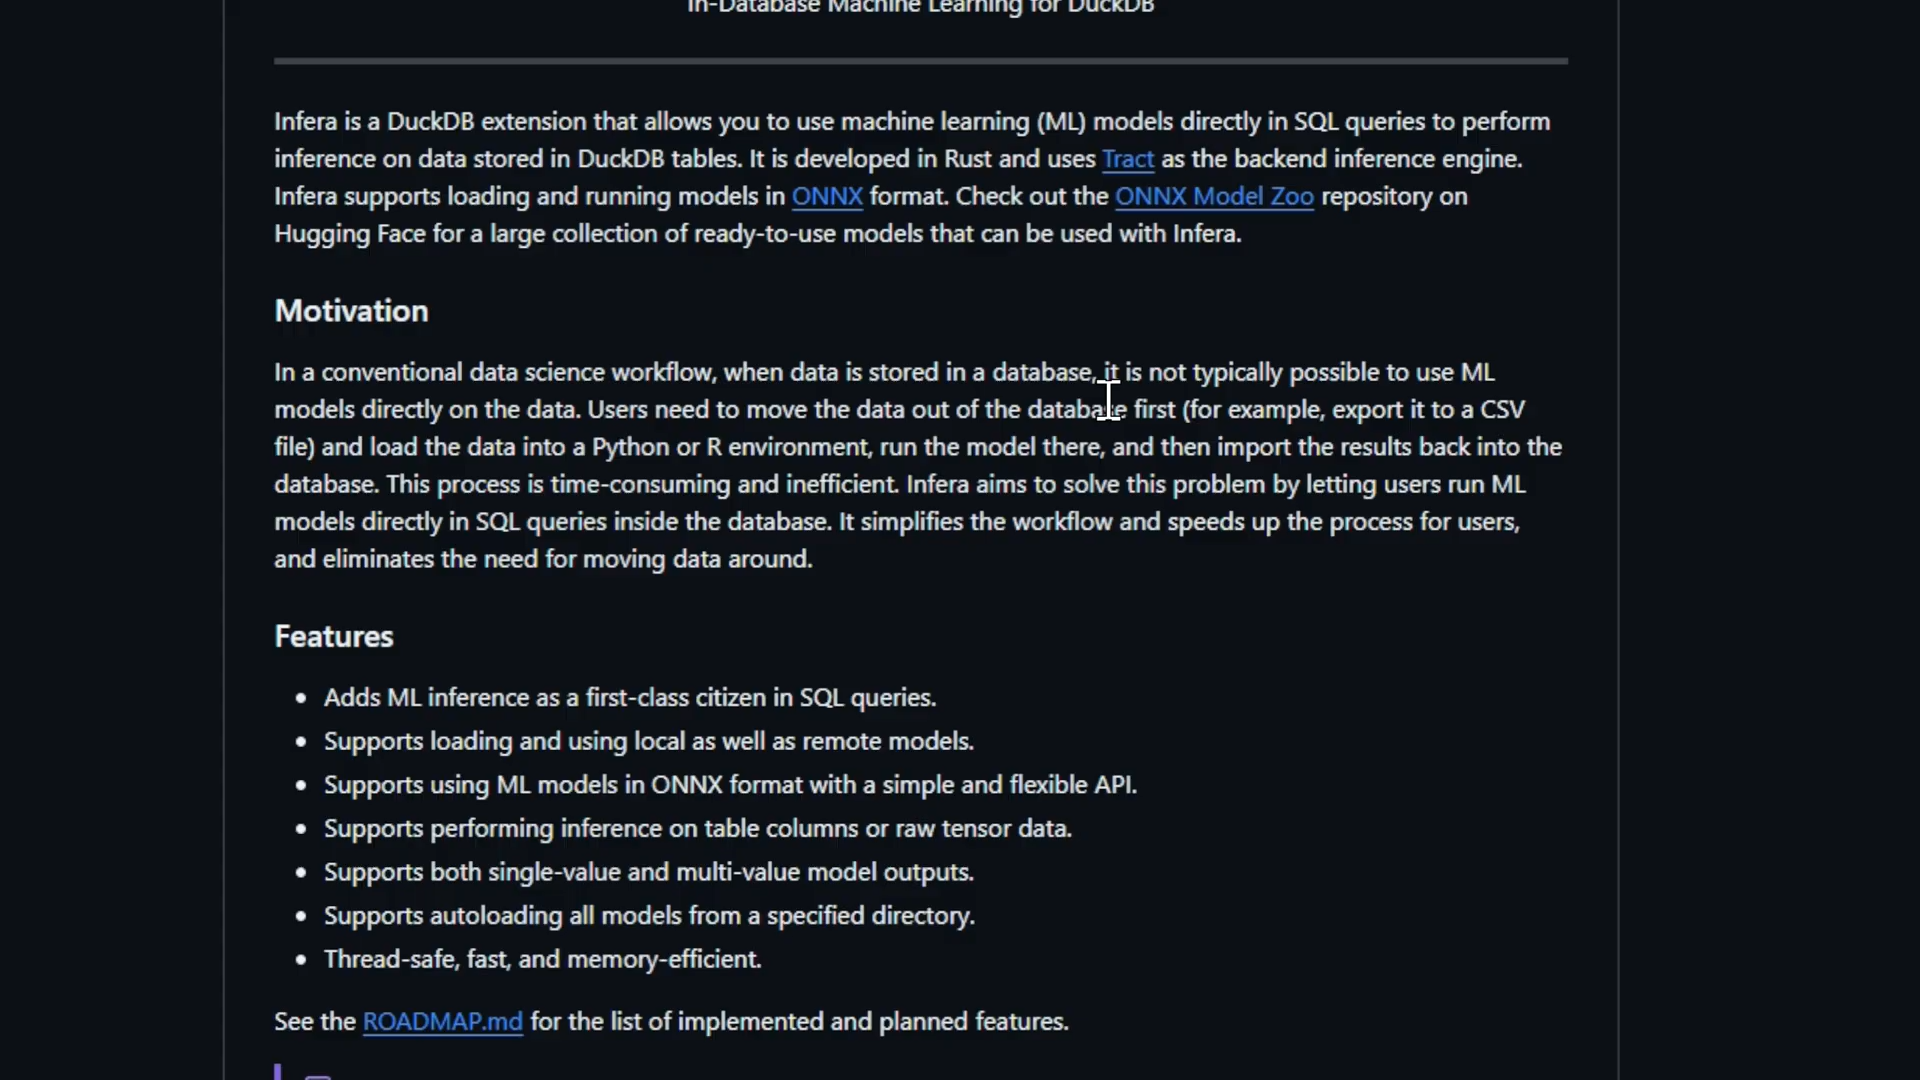 In-Database Machine Learning for DuckDB
Infera is a DuckDB extension that allows you to use machine learning (ML) models directly in SQL queries to perform
inference on data stored in DuckDB tables. It is developed in Rust and uses Tract as the backend inference engine.
Infera supports loading and running models in ONNX format. Check out the ONNX Model Zoo repository on
Hugging Face for a large collection of ready-to-use models that can be used with Infera.
Motivation
In a conventional data science workflow, when data is stored in a database, it is not typically possible to use ML
models directly on the data. Users need to move the data out of the database first (for example, export it to a CSV
file) and load the data into a Python or R environment, run the model there, and then import the results back into the
database. This process is time-consuming and inefficient. Infera aims to solve this problem by letting users run ML
models directly in SQL queries inside the database. It simplifies the workflow and speeds up the process for users,
and eliminates the need for moving data around.
Features
• Adds ML inference as a first-class citizen in SQL queries.
• Supports loading and using local as well as remote models.
• Supports using ML models in ONNX format with a simple and flexible API.
• Supports performing inference on table columns or raw tensor data.
• Supports both single-value and multi-value model outputs.
• Supports autoloading all models from a specified directory.
• Thread-safe, fast, and memory-efficient.
See the ROADMAP.md for the list of implemented and planned features.